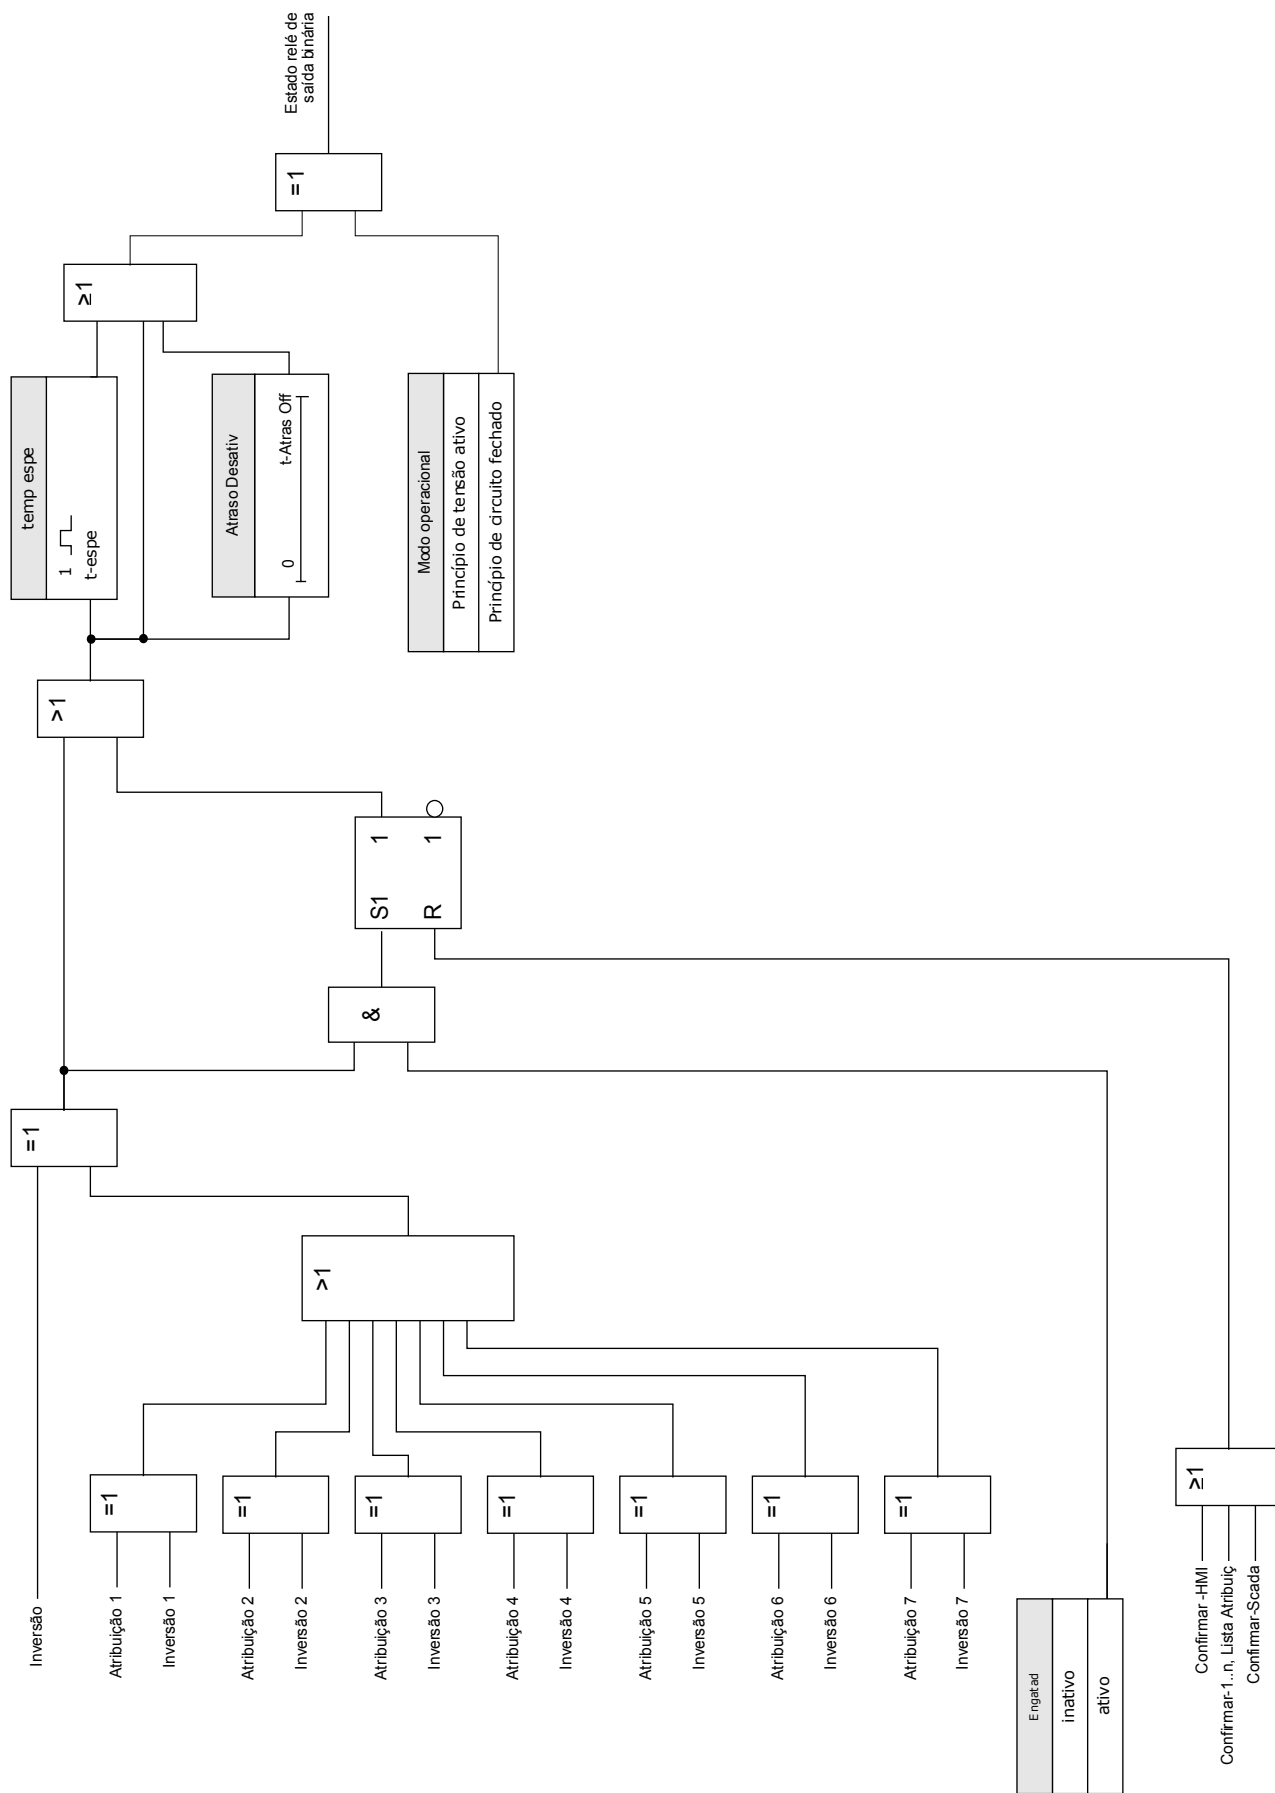 Inversão
Atribuição 1
Inversão 1
Atribuição 2
Inversão 2
Atribuição 3
Inversão 3
Atribuição 4
Inversão 4
Atribuição 5
Inversão 5
Atribuição 6
Inversão 6
Atribuição 7
Inversão 7
=1
=1
=1
=1
=1
=1
=1
>1
=1
Engatad
inativo
ativo
Confirmar -HMI
Confirmar-1..n, Lista Atribuiç
Confirmar-Scada
≥1
&
S1 1
R 1
>1
temp espe
1
t-espe
Atraso Desativ
0 t-Atras Off
Modo operacional
Princípio de tensão ativo
Princípio de circuito fechado
≥1
=1
Estado relé de
saída binária